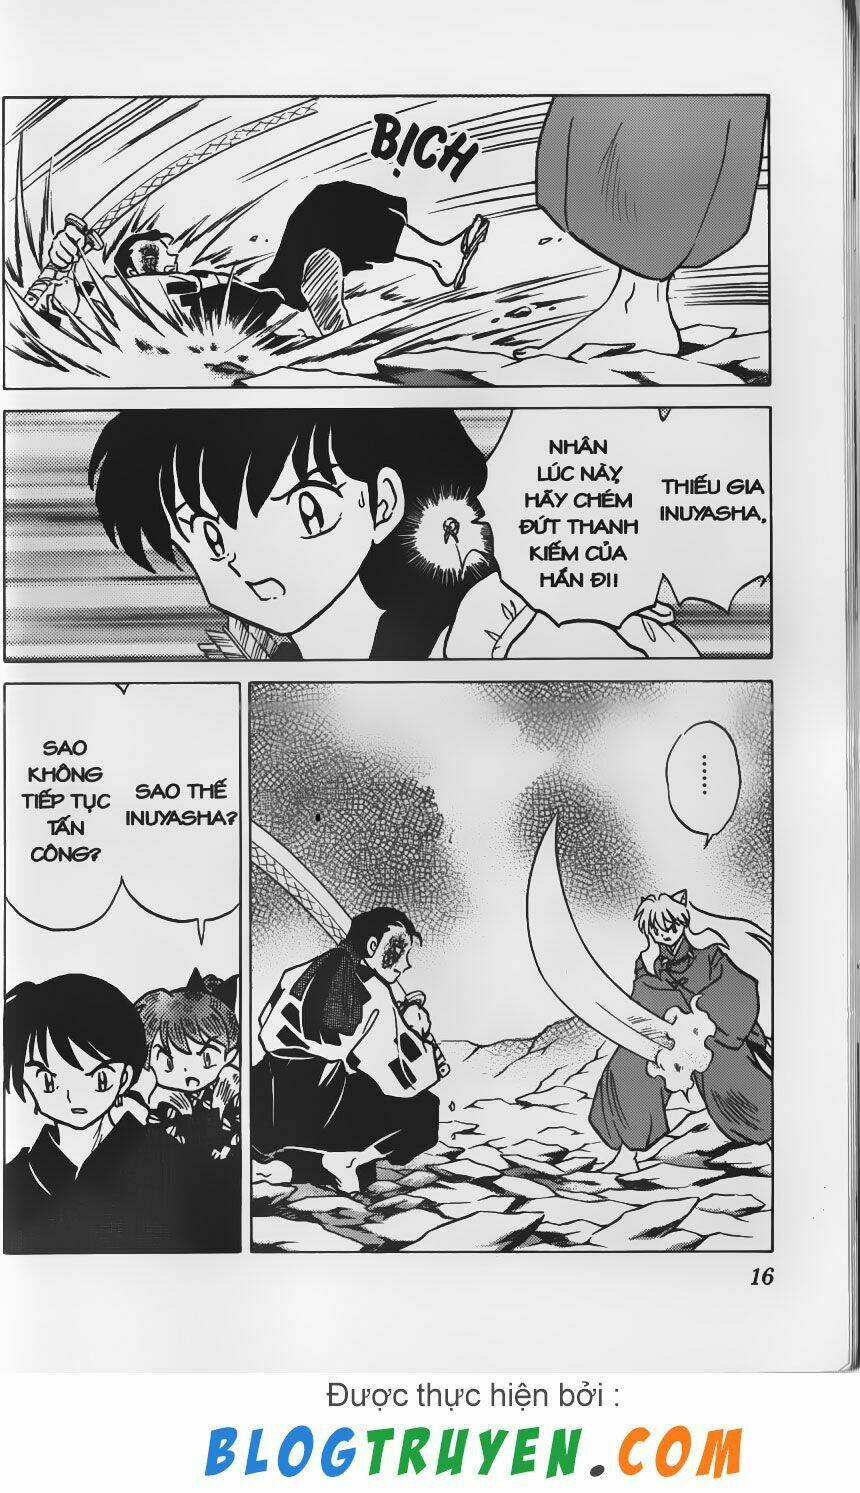 BỊCH
THIẾU GIA
INUYASHA,
NHÂN
LÚC NÀY,
HÃY CHÉM
ĐỨT THANH
KIẾM CỦA
HẮN ĐI!
.......
SAO THẾ
INUYASHA?
SAO
KHÔNG
TIẾP TỤC
TẤN
CÔNG?
16
Được thực hiện bởi :
BLOGTRUYEN.COM